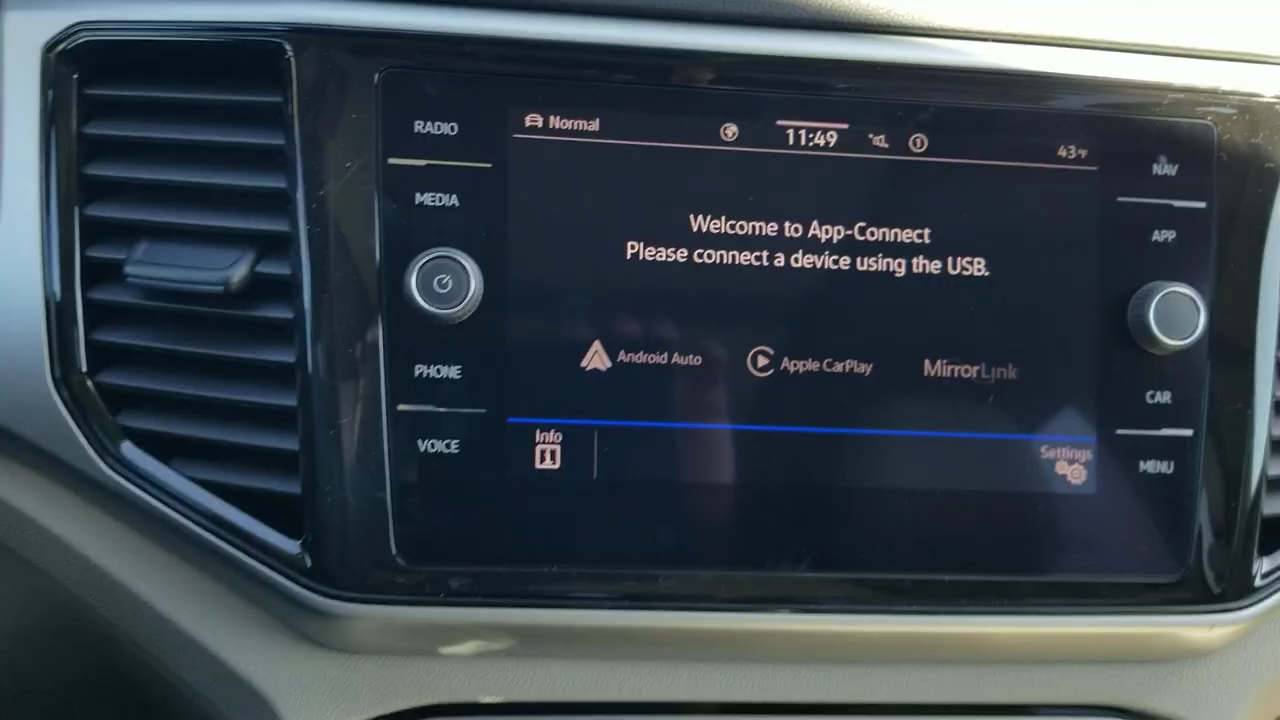 RADIO
MEDIA
PHONE
VOICE
Normal
11:49
1
43°F
Welcome to App-Connect
Please connect a device using the USB.
Android Auto
Apple CarPlay
MirrorLink
Info
Settings
NAV
APP
CAR
MENU